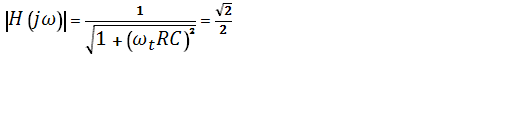 |H (jω)| = 1 / √(1 + (ω_t RC)²) = √2 / 2